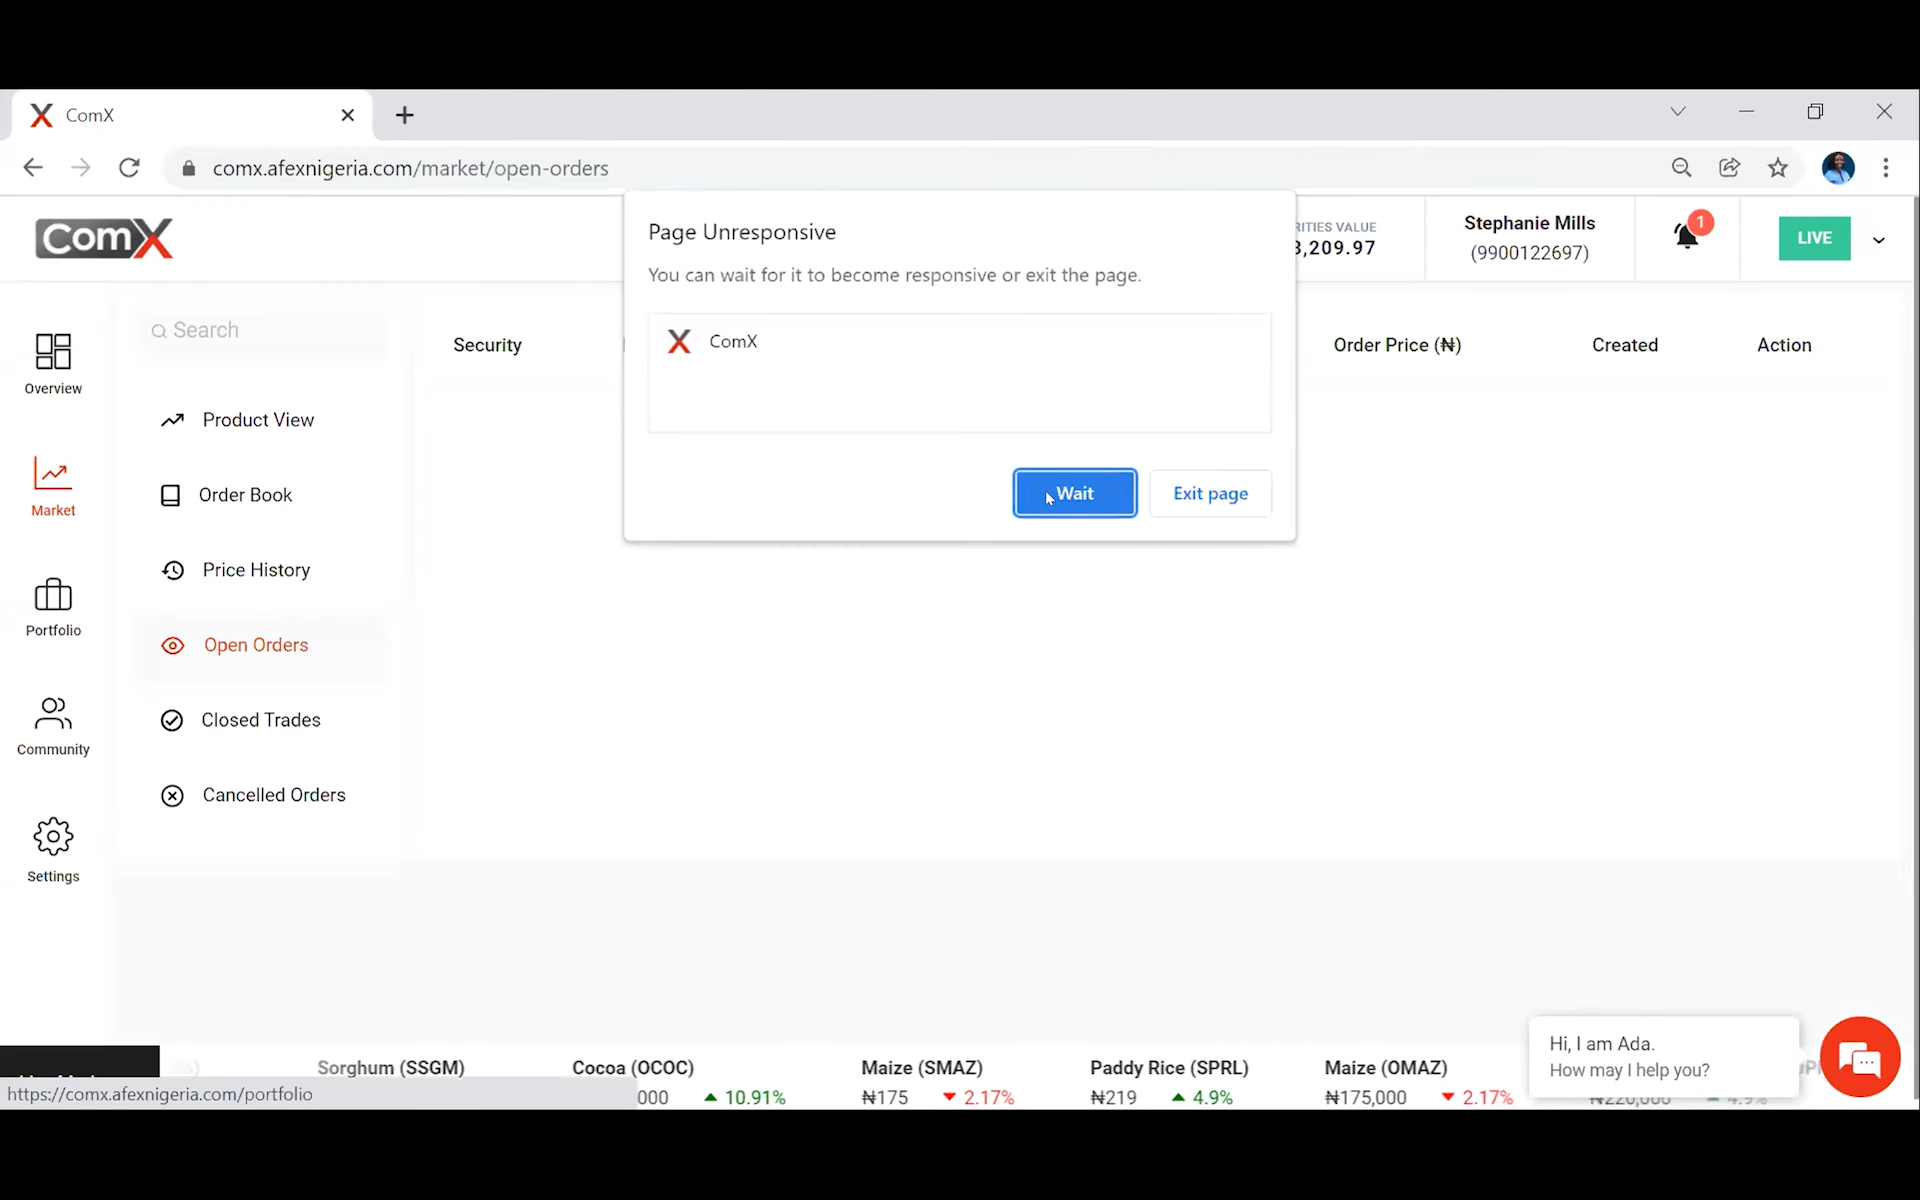 ComX
comx.afexnigeria.com/market/open-orders
ComX
RITIES VALUE
3,209.97
Stephanie Mills
(9900122697)
1
LIVE
Page Unresponsive
You can wait for it to become responsive or exit the page.
ComX
Wait
Exit page
Search
Security
Order Price (₦)
Created
Action
Overview
Market
Portfolio
Community
Settings
Product View
Order Book
Price History
Open Orders
Closed Trades
Cancelled Orders
Hi, I am Ada.
How may I help you?
Sorghum (SSGM)
Cocoa (OCOC)
Maize (SMAZ)
Paddy Rice (SPRL)
Maize (OMAZ)
https://comx.afexnigeria.com/portfolio
000 10.91%
₦175 2.17%
₦219 4.9%
₦175,000 2.17%